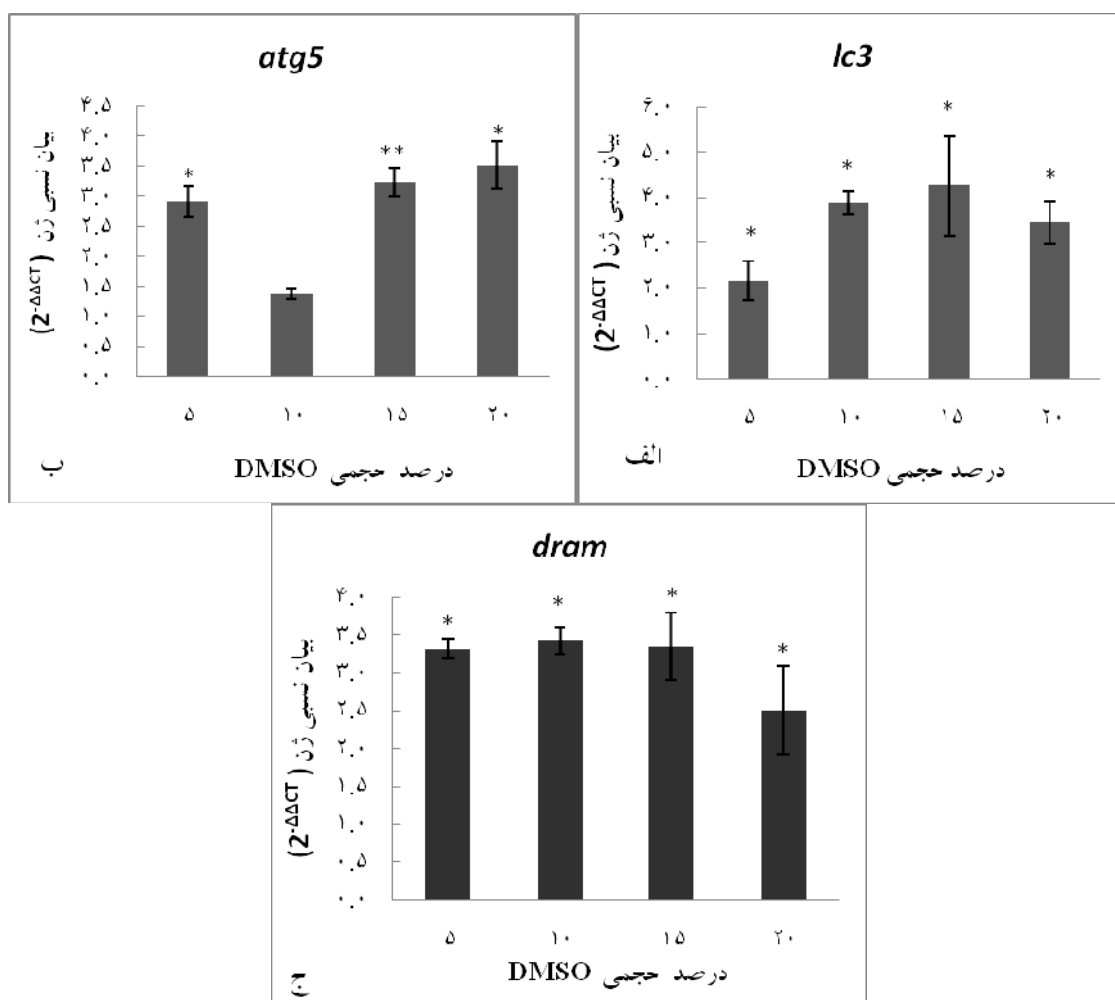 atg5
بیان نسبی ژن (2^-ΔΔCT)
۴.۵
۴.۰
۳.۵
۳.۰
۲.۵
۲.۰
۱.۵
۱.۰
۰.۵
۰.۰
*
**
*
۵ ۱۰ ۱۵ ۲۰
درصد حجمی DMSO
ب
lc3
بیان نسبی ژن (2^-ΔΔCT)
۶.۰
۵.۰
۴.۰
۳.۰
۲.۰
۱.۰
۰.۰
*
*
*
*
۵ ۱۰ ۱۵ ۲۰
درصد حجمی DMSO
الف
dram
بیان نسبی ژن (2^-ΔΔCT)
۴.۰
۳.۵
۳.۰
۲.۵
۲.۰
۱.۵
۱.۰
۰.۵
۰.۰
*
*
*
*
۵ ۱۰ ۱۵ ۲۰
درصد حجمی DMSO
ج